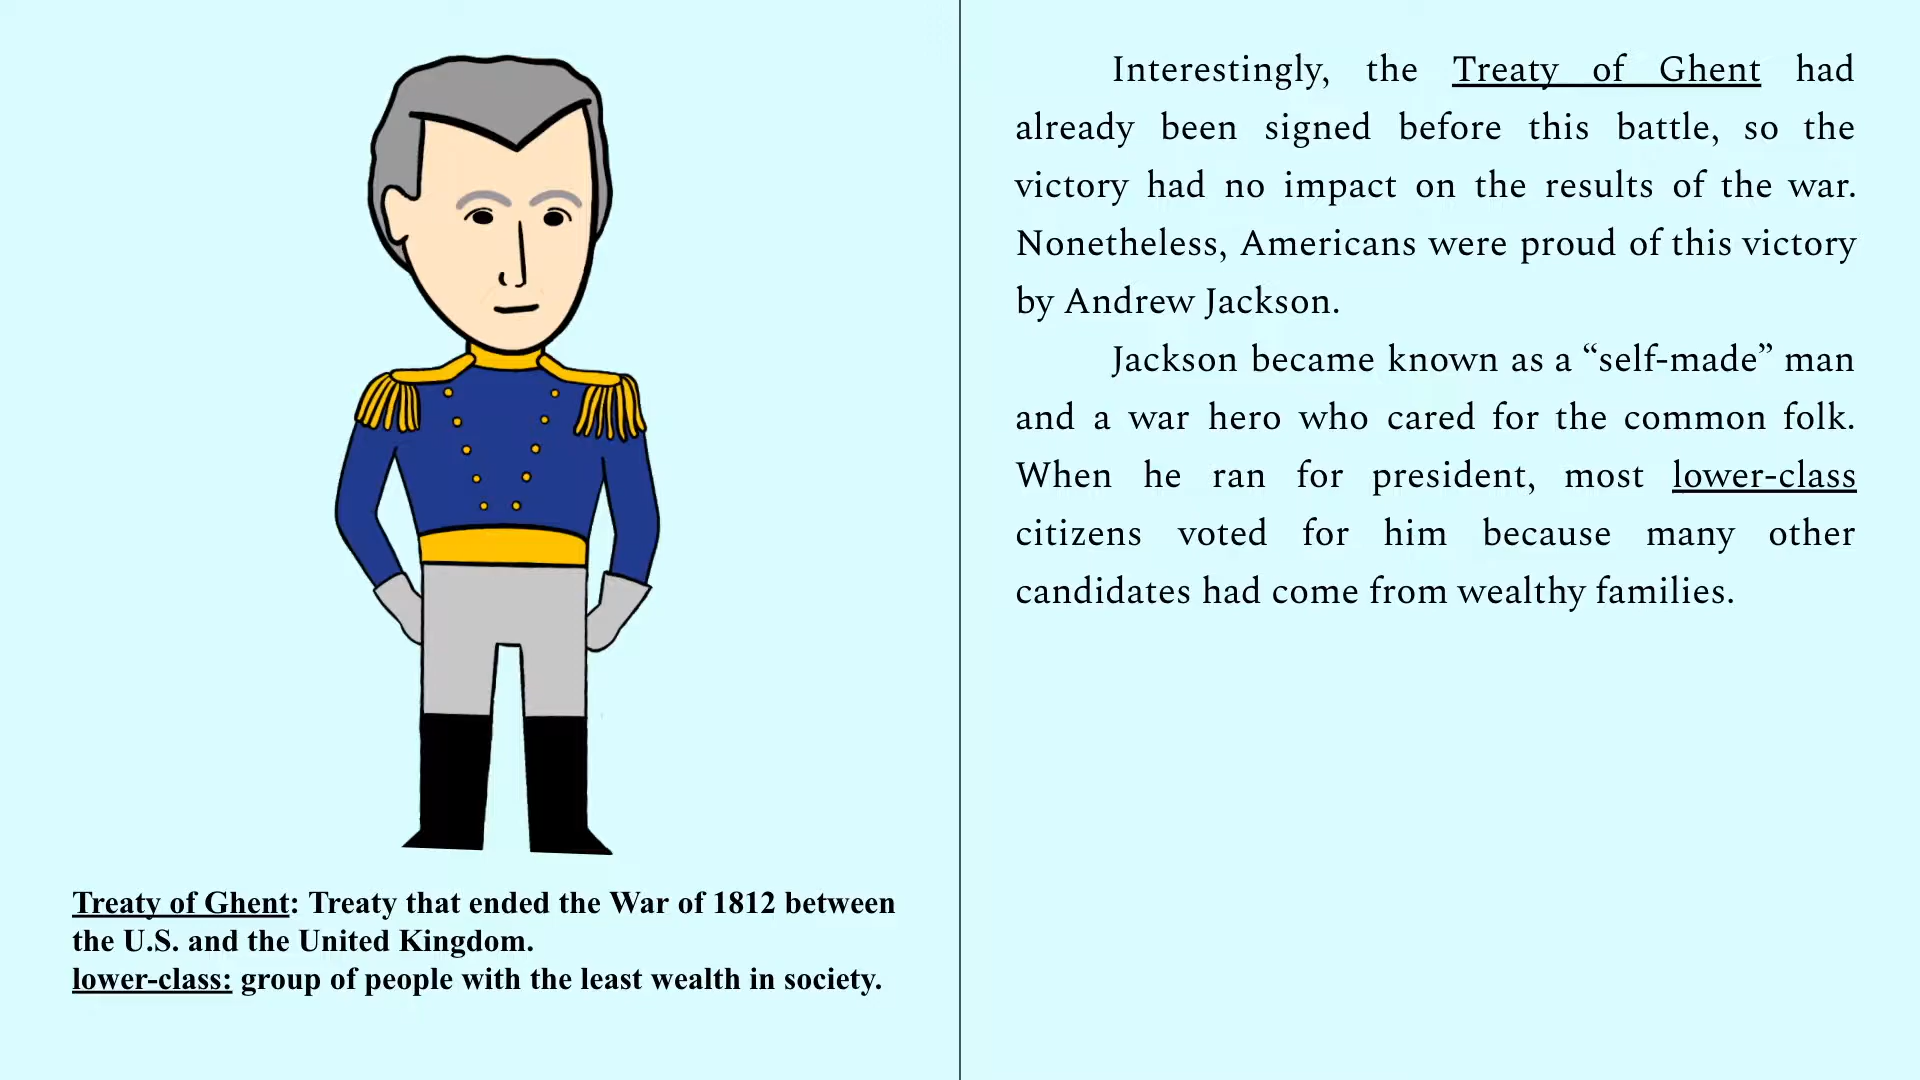 Interestingly, the Treaty of Ghent had
already been signed before this battle, so the
victory had no impact on the results of the war.
Nonetheless, Americans were proud of this victory
by Andrew Jackson.
Jackson became known as a “self-made” man
and a war hero who cared for the common folk.
When he ran for president, most lower-class
citizens voted for him because many other
candidates had come from wealthy families.
Treaty of Ghent: Treaty that ended the War of 1812 between
the U.S. and the United Kingdom.
lower-class: group of people with the least wealth in society.